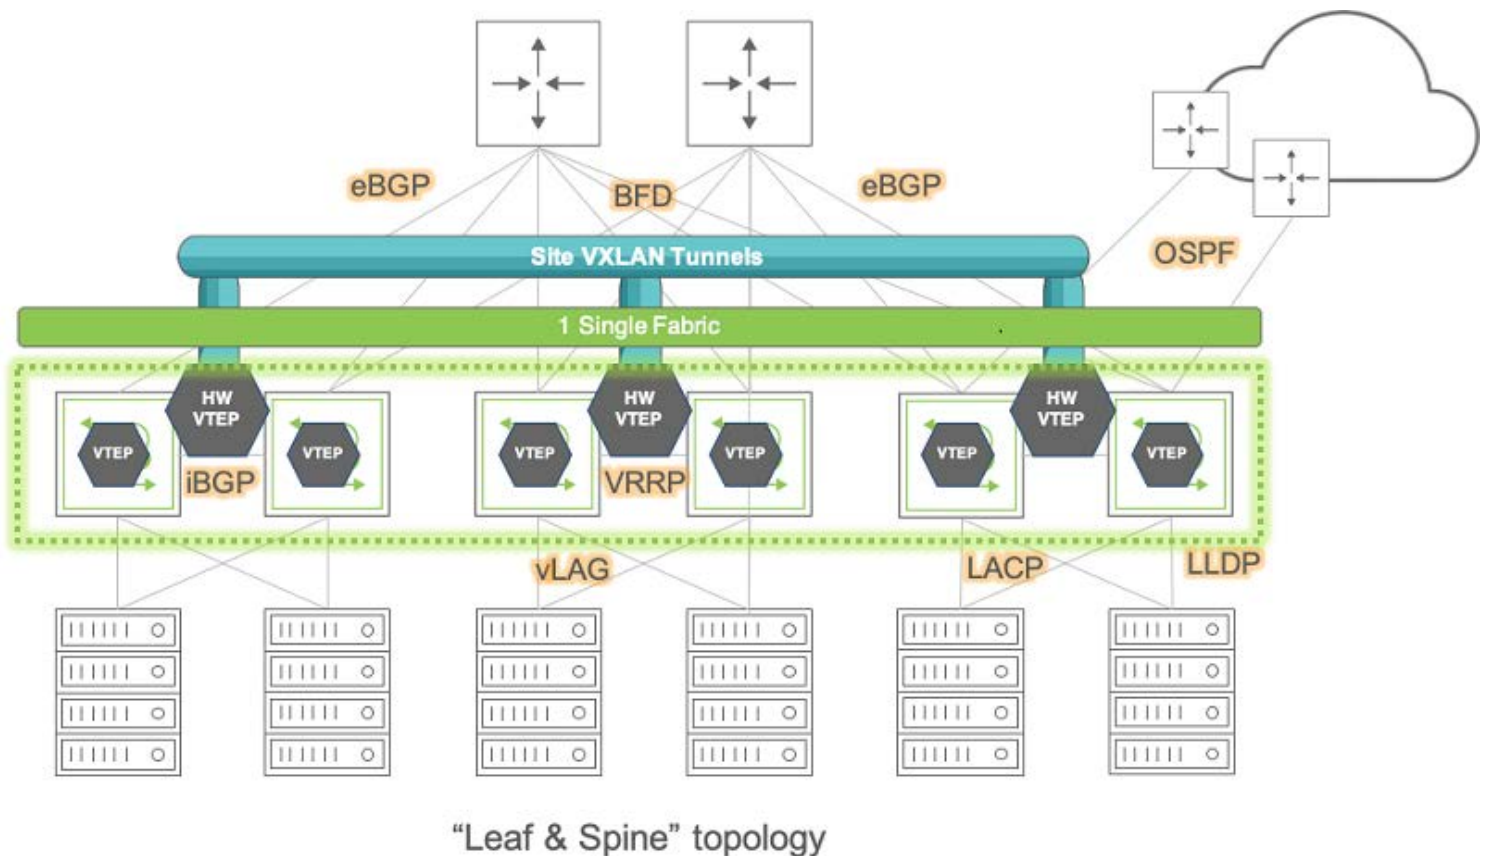 eBGP
BFD
eBGP
OSPF
Site VXLAN Tunnels
1 Single Fabric
HW
VTEP
HW
VTEP
HW
VTEP
VTEP
VTEP
VTEP
VTEP
VTEP
VTEP
iBGP
VRRP
vLAG
LACP
LLDP
“Leaf & Spine” topology